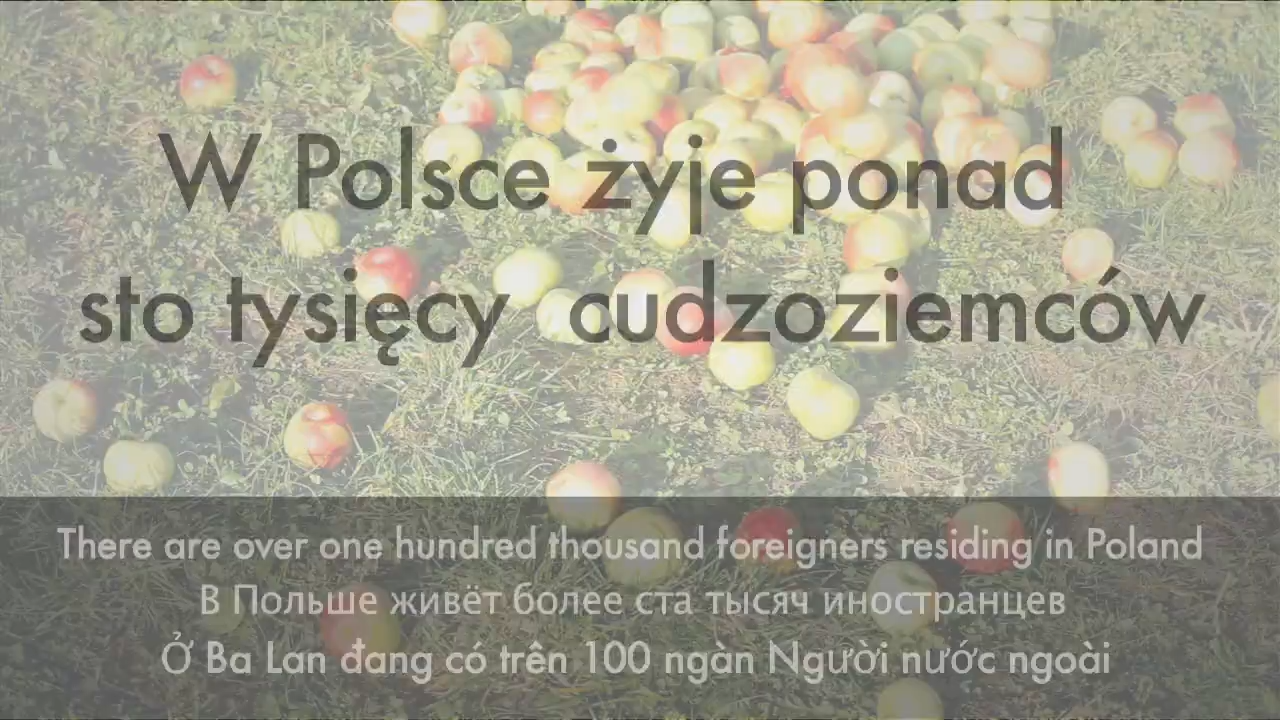 W Polsce żyje ponad
sto tysięcy cudzoziemców
There are over one hundred thousand foreigners residing in Poland
В Польше живёт более ста тысяч иностранцев
Ở Ba Lan đang có trên 100 ngàn Người nước ngoài